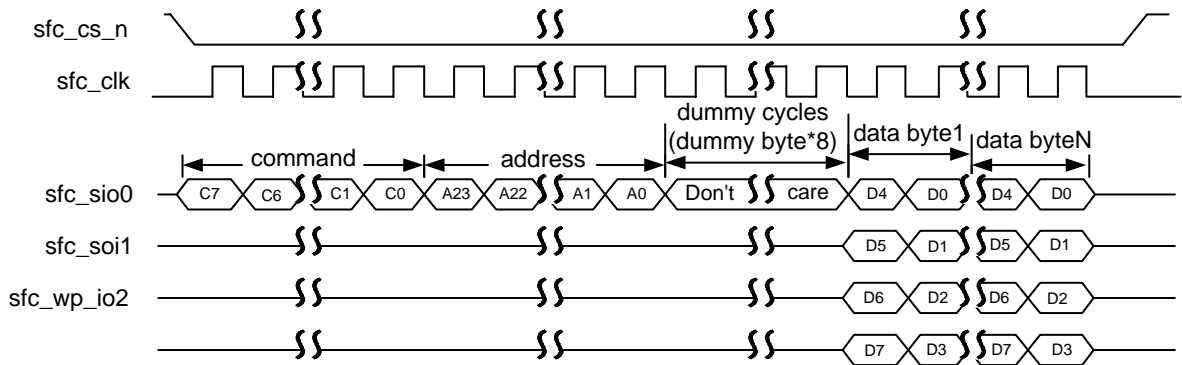 sfc_cs_n
sfc_clk
dummy cycles
(dummy byte*8)
data byte1
data byteN
command
address
sfc_sio0
C7 C6 C1 C0 A23 A22 A1 A0 Don't care D4 D0 D4 D0
sfc_soi1
D5 D1 D5 D1
sfc_wp_io2
D6 D2 D6 D2
D7 D3 D7 D3